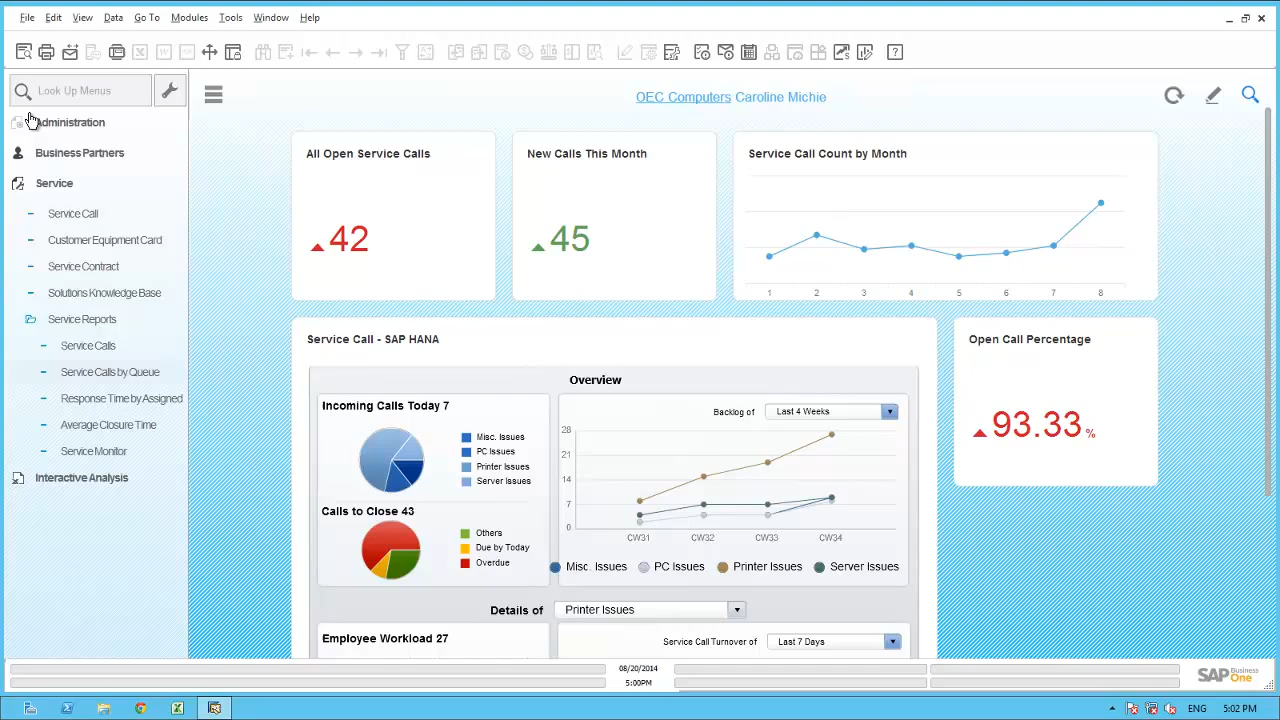 File Edit View Data Go To Modules Tools Window Help
Look Up Menus
OEC Computers Caroline Michie
Administration
Business Partners
Service
Service Call
Customer Equipment Card
Service Contract
Solutions Knowledge Base
Service Reports
Service Calls
Service Calls by Queue
Response Time by Assigned
Average Closure Time
Service Monitor
Interactive Analysis
All Open Service Calls
42
New Calls This Month
45
Service Call Count by Month
1 2 3 4 5 6 7 8
Service Call - SAP HANA
Overview
Incoming Calls Today 7
Misc. Issues
PC Issues
Printer Issues
Server Issues
Calls to Close 43
Others
Due by Today
Overdue
Backlog of Last 4 Weeks
28
21
14
7
0
CW31 CW32 CW33 CW34
Misc. Issues PC Issues Printer Issues Server Issues
Details of Printer Issues
Employee Workload 27
Service Call Turnover of Last 7 Days
Open Call Percentage
93.33 %
08/20/2014
5:00PM
SAP Business One
ENG 5:02 PM